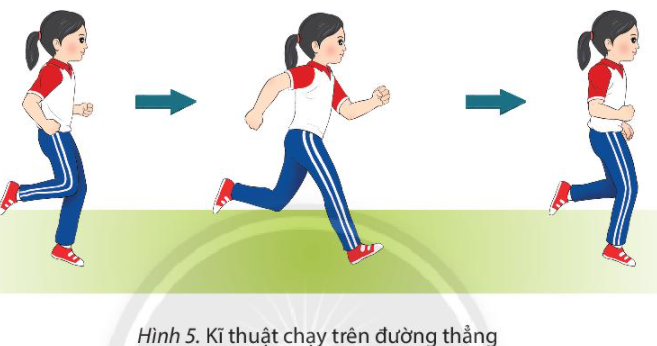 Hình 5. Kĩ thuật chạy trên đường thẳng